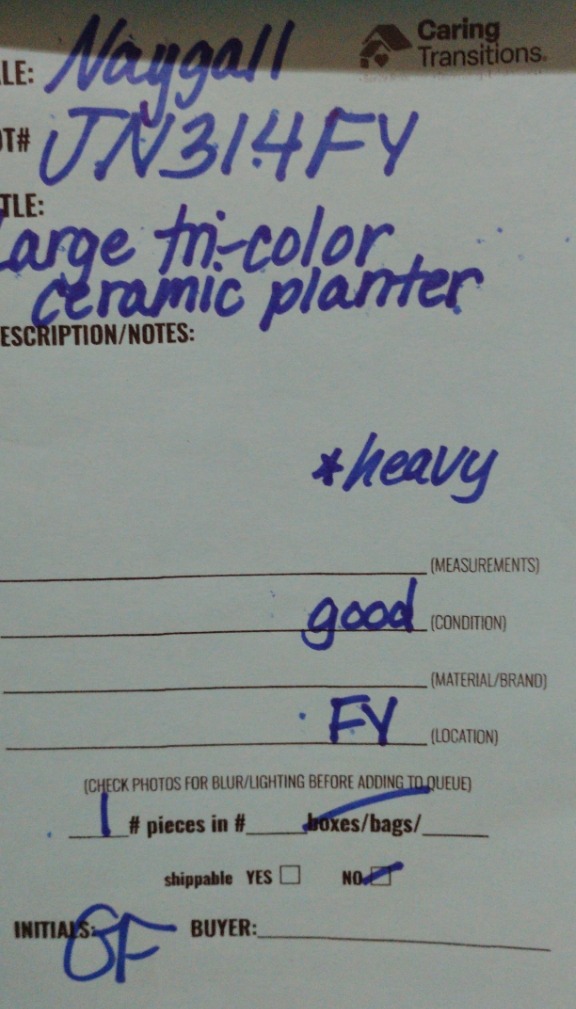 Caring
Transitions.
LE: Naygall
OT# JN314FY
TLE:
Large tri-color
ceramic planter
ESCRIPTION/NOTES:
*heavy
(MEASUREMENTS)
good (CONDITION)
(MATERIAL/BRAND)
FY (LOCATION)
(CHECK PHOTOS FOR BLUR/LIGHTING BEFORE ADDING TO QUEUE)
1 # pieces in # boxes/bags/
shippable YES NO
INITIALS: GF BUYER: